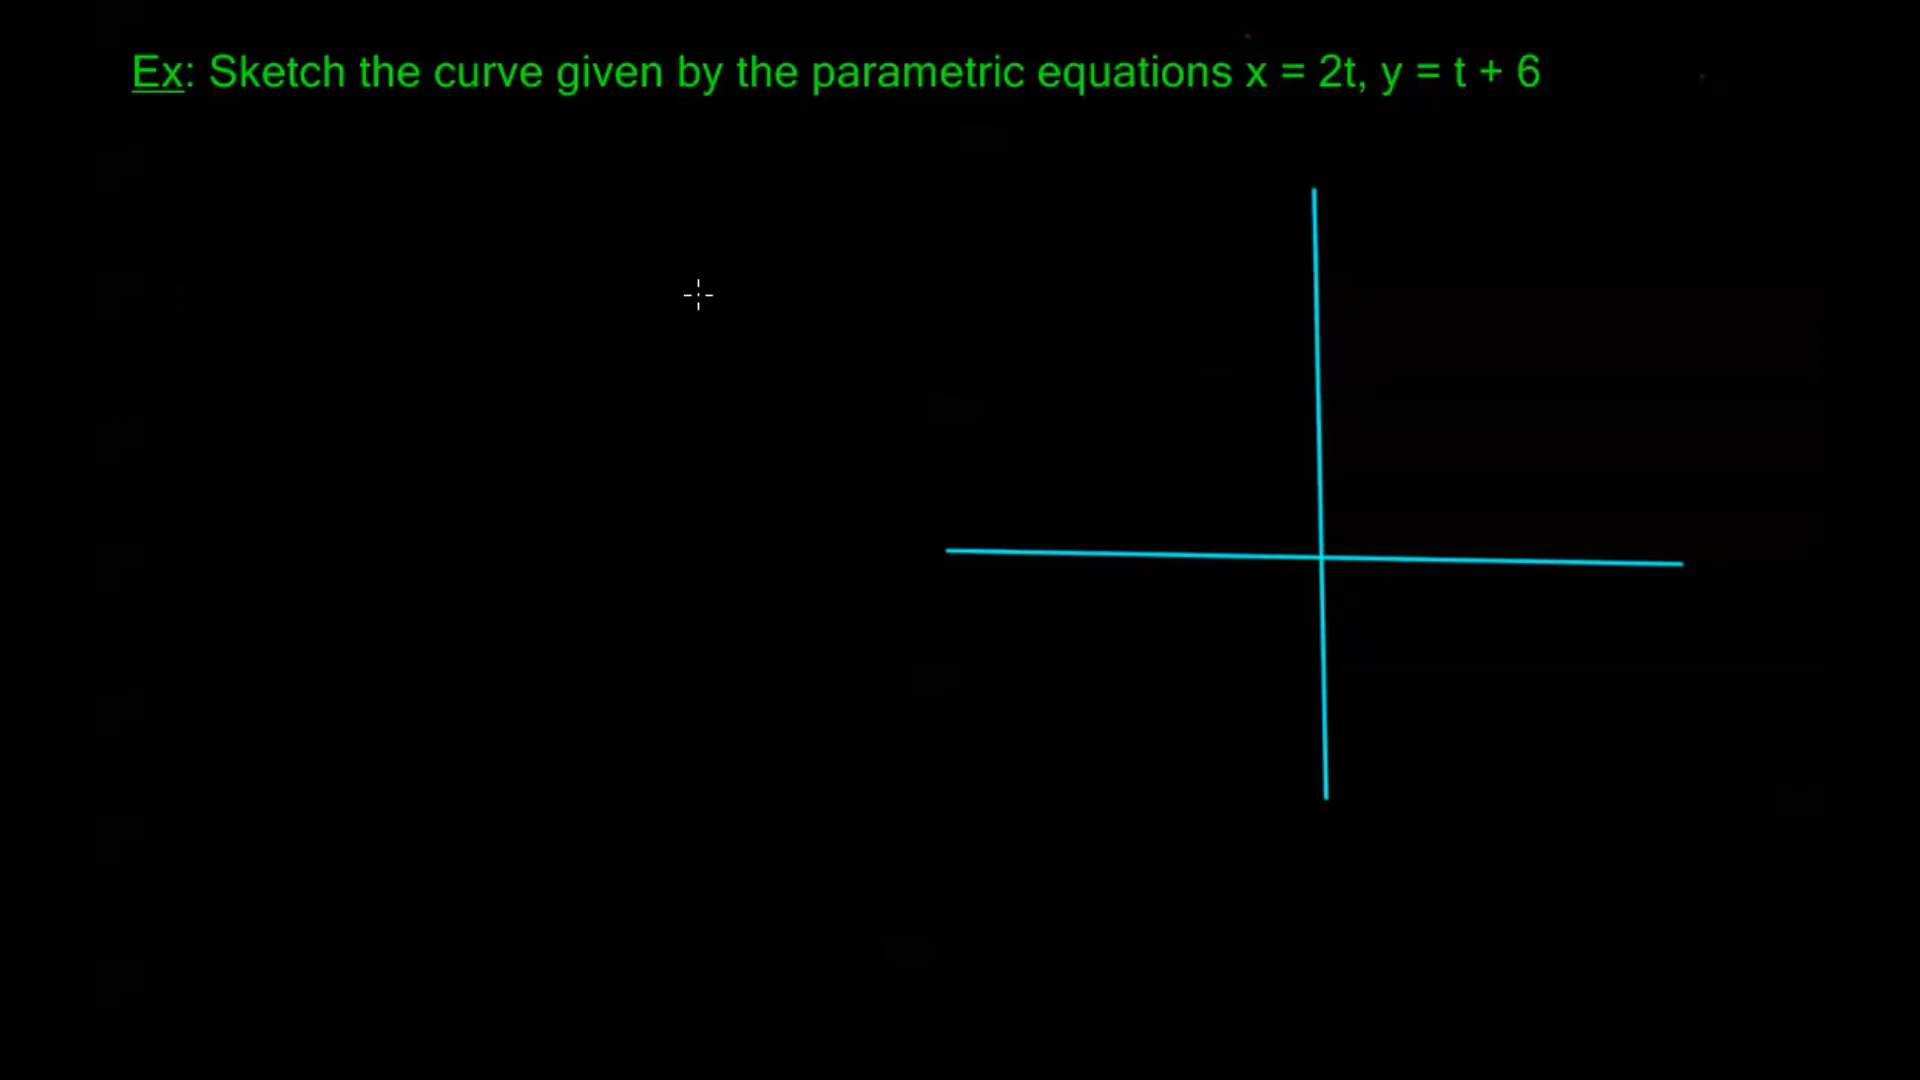 Ex: Sketch the curve given by the parametric equations x = 2t, y = t + 6